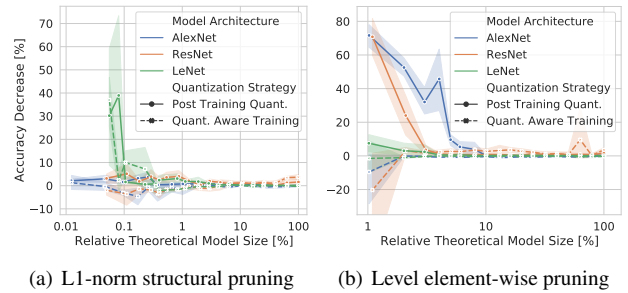 Accuracy Decrease [%]
70
60
50
40
30
20
10
0
−10
Model Architecture
AlexNet
ResNet
LeNet
Quantization Strategy
Post Training Quant.
Quant. Aware Training
0.01
0.1
1
10
100
Relative Theoretical Model Size [%]
(a) L1-norm structural pruning
80
60
40
20
0
−20
Model Architecture
AlexNet
ResNet
LeNet
Quantization Strategy
Post Training Quant.
Quant. Aware Training
1
10
100
Relative Theoretical Model Size [%]
(b) Level element-wise pruning